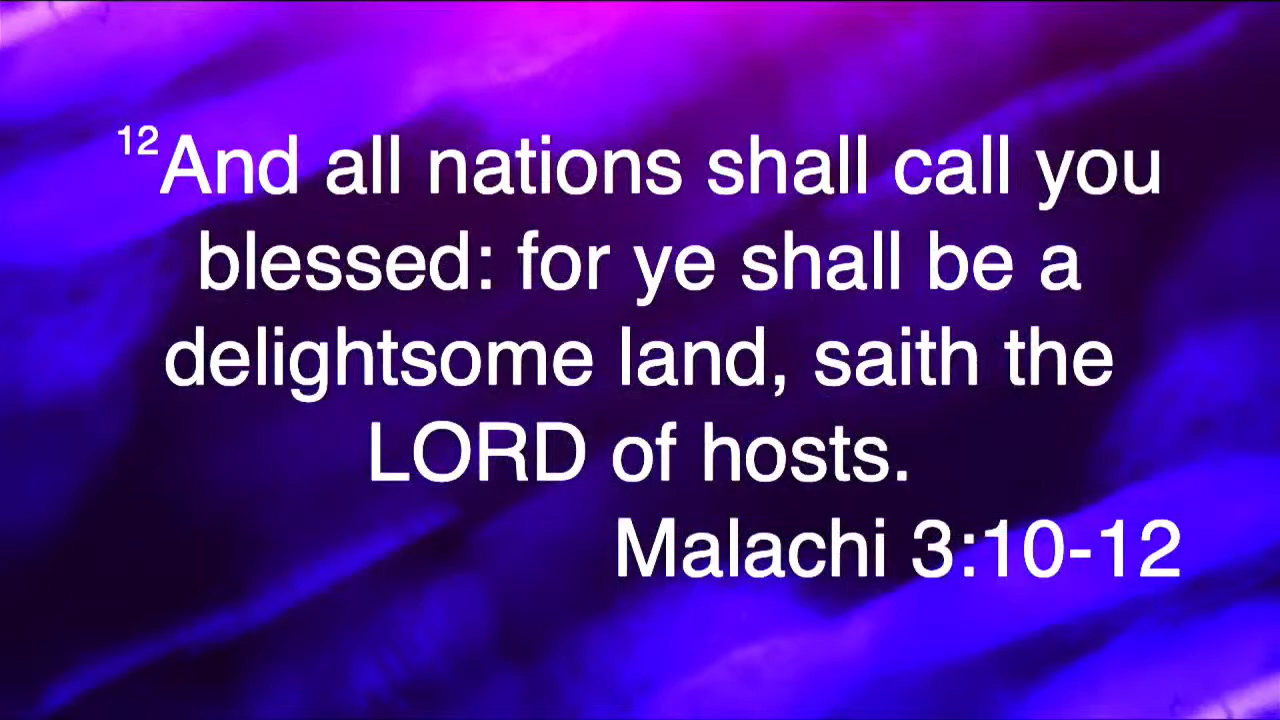 12And all nations shall call you
blessed: for ye shall be a
delightsome land, saith the
LORD of hosts.
Malachi 3:10-12